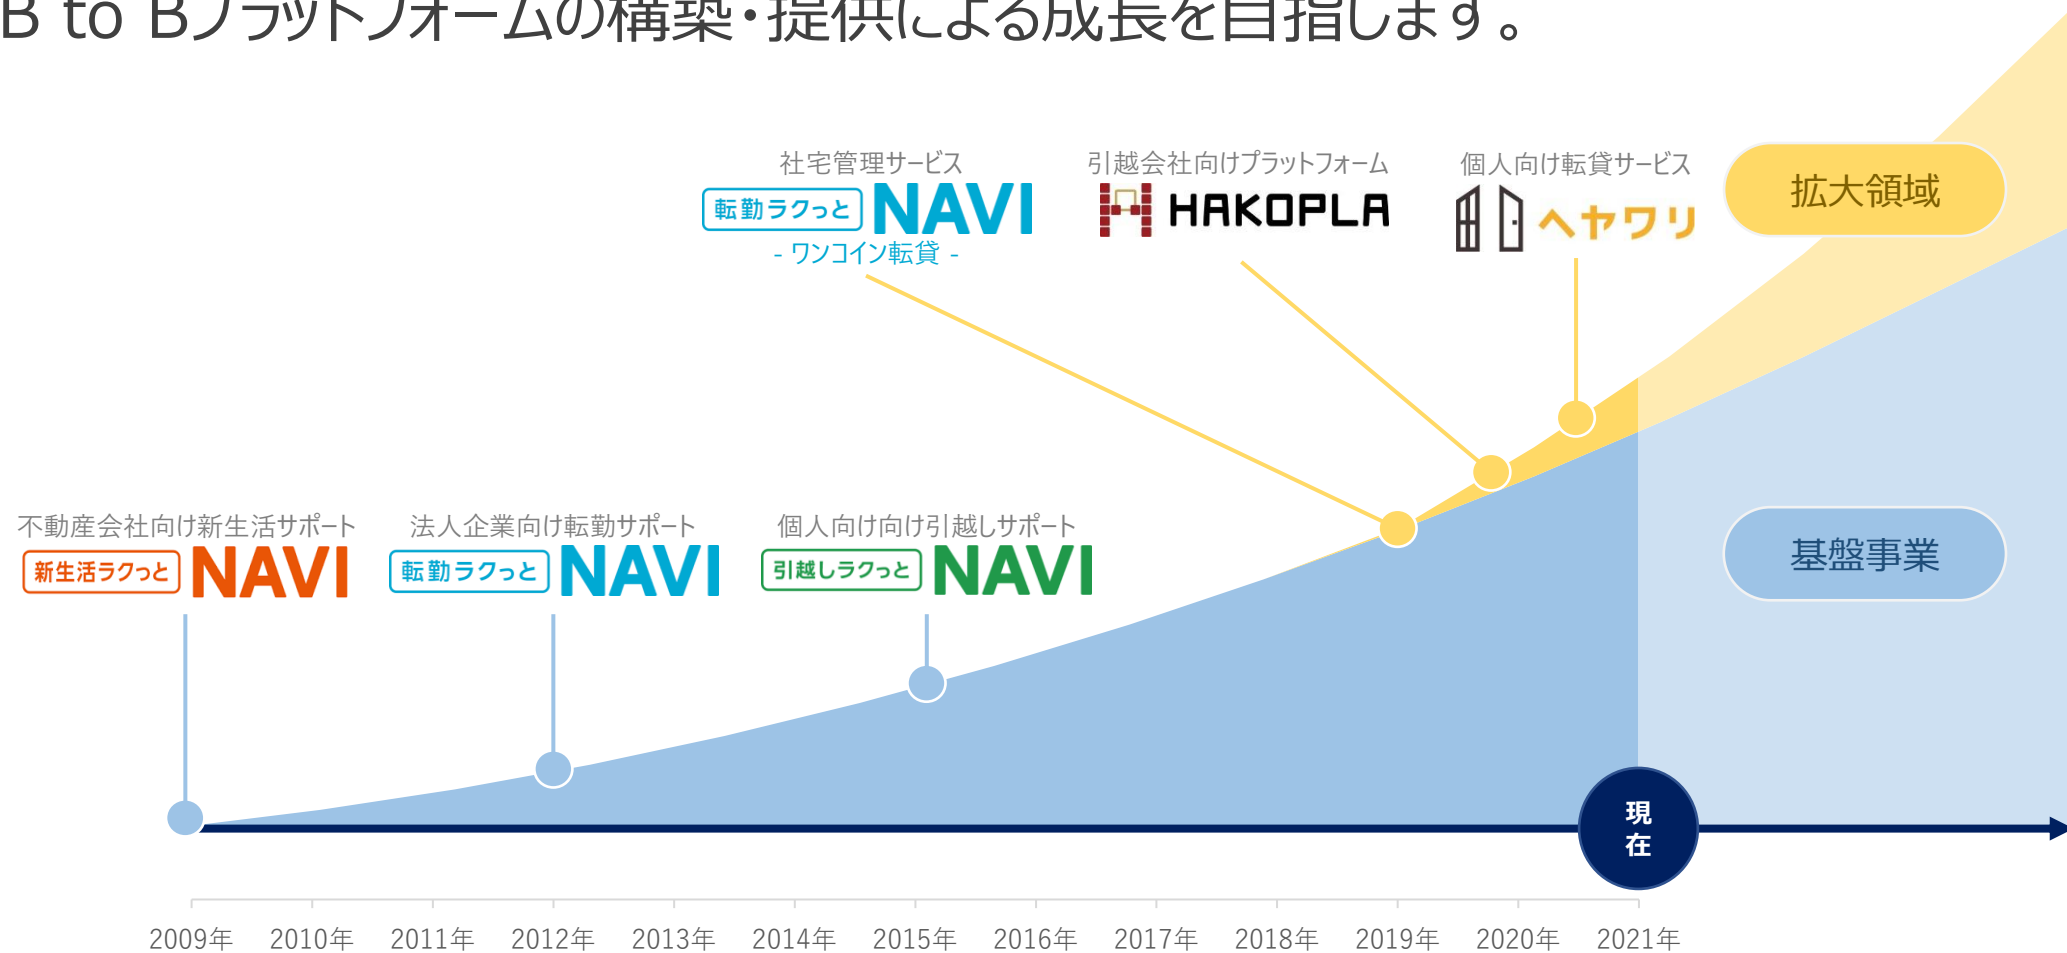 B to Bプラットフォームの構築・提供による成長を目指します。
社宅管理サービス
転勤ラクっと NAVI
- ワンコイン転貸 -
引越会社向けプラットフォーム
HAKOPLA
個人向け転貸サービス
ヘヤワリ
拡大領域
不動産会社向け新生活サポート
新生活ラクっと NAVI
法人企業向け転勤サポート
転勤ラクっと NAVI
個人向け向け引越しサポート
引越しラクっと NAVI
基盤事業
現
在
2009年 2010年 2011年 2012年 2013年 2014年 2015年 2016年 2017年 2018年 2019年 2020年 2021年